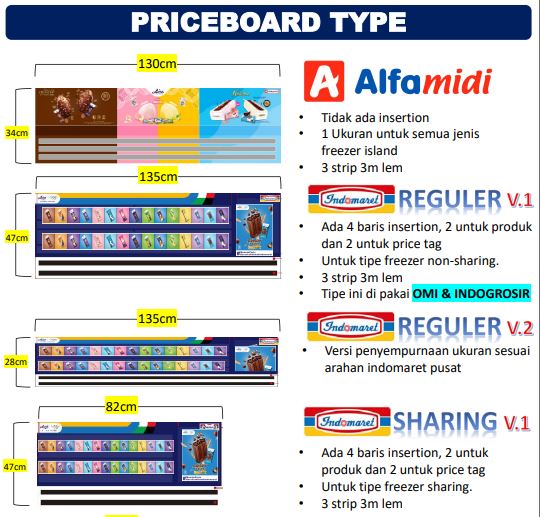 PRICEBOARD TYPE
130cm
34cm
Alfamidi
• Tidak ada insertion
• 1 Ukuran untuk semua jenis
freezer island
• 3 strip 3m lem
135cm
47cm
Indomaret REGULER V.1
• Ada 4 baris insertion, 2 untuk produk
dan 2 untuk price tag
• Untuk tipe freezer non-sharing.
• 3 strip 3m lem
• Tipe ini di pakai OMI & INDOGROSIR
135cm
28cm
Indomaret REGULER V.2
• Versi penyempurnaan ukuran sesuai
arahan indomaret pusat
82cm
47cm
Indomaret SHARING V.1
• Ada 4 baris insertion, 2 untuk
produk dan 2 untuk price tag
• Untuk tipe freezer sharing.
• 3 strip 3m lem